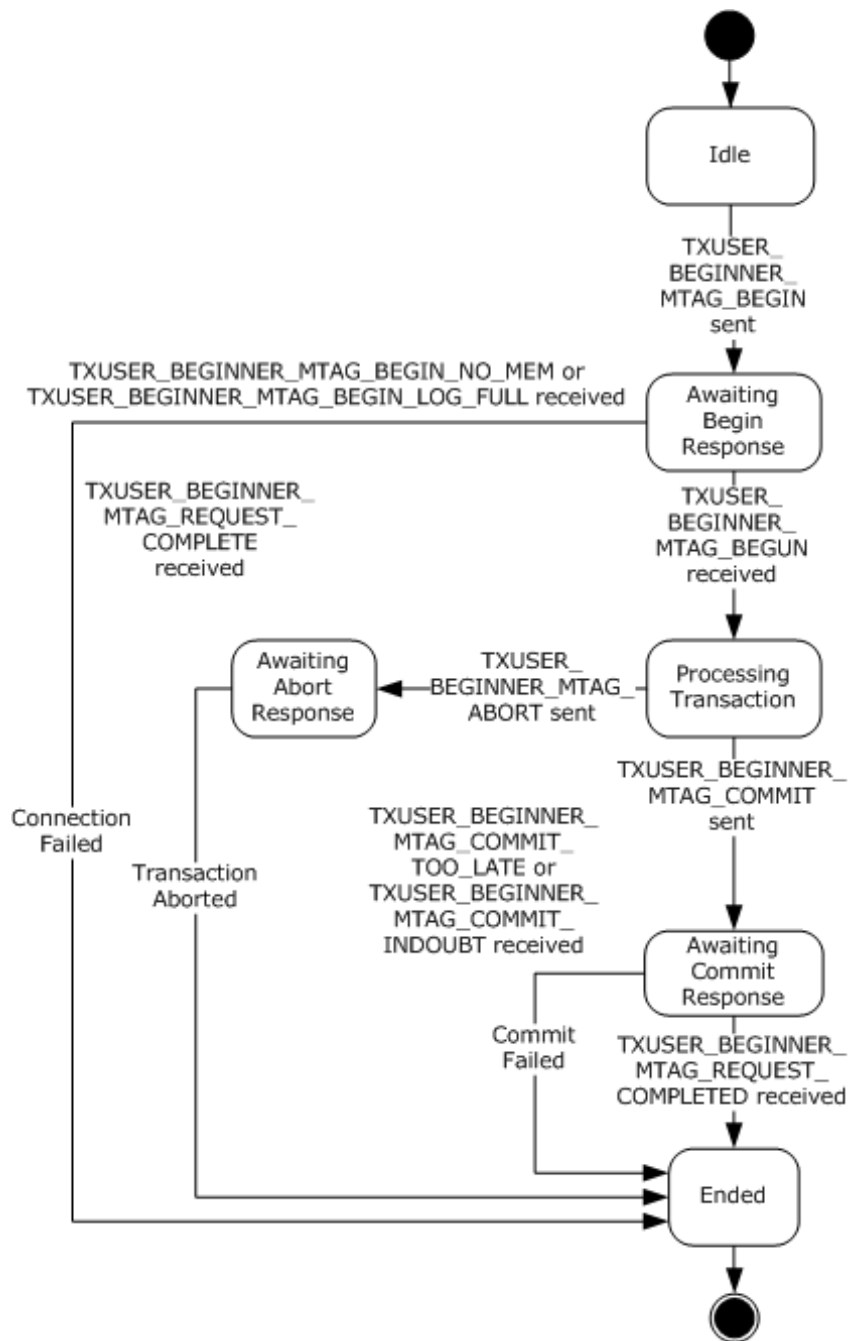 Idle
TXUSER_
BEGINNER_
MTAG_BEGIN
sent
TXUSER_BEGINNER_MTAG_BEGIN_NO_MEM or
TXUSER_BEGINNER_MTAG_BEGIN_LOG_FULL received
Awaiting
Begin
Response
TXUSER_BEGINNER_
MTAG_REQUEST_
COMPLETE
received
TXUSER_
BEGINNER_
MTAG_BEGUN
received
Awaiting
Abort
Response
TXUSER_
BEGINNER_MTAG_
ABORT sent
Processing
Transaction
TXUSER_BEGINNER_
MTAG_COMMIT
sent
Connection
Failed
Transaction
Aborted
TXUSER_BEGINNER_
MTAG_COMMIT_
TOO_LATE or
TXUSER_BEGINNER_
MTAG_COMMIT_
INDOUBT received
Awaiting
Commit
Response
Commit
Failed
TXUSER_BEGINNER_
MTAG_REQUEST_
COMPLETED received
Ended